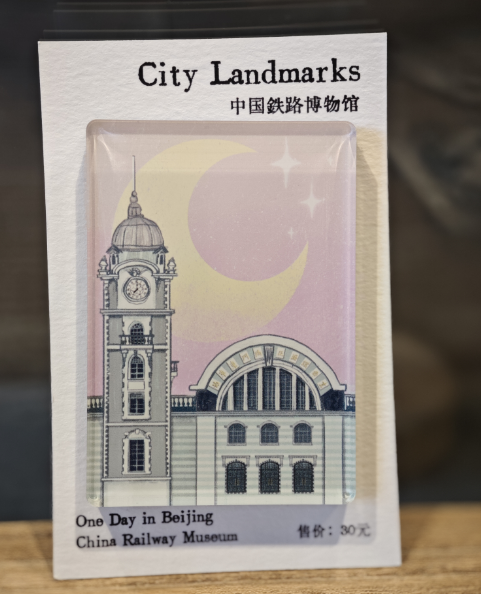 City Landmarks
中国鉄路博物馆
One Day in Beijing
China Railway Museum
售价：30元